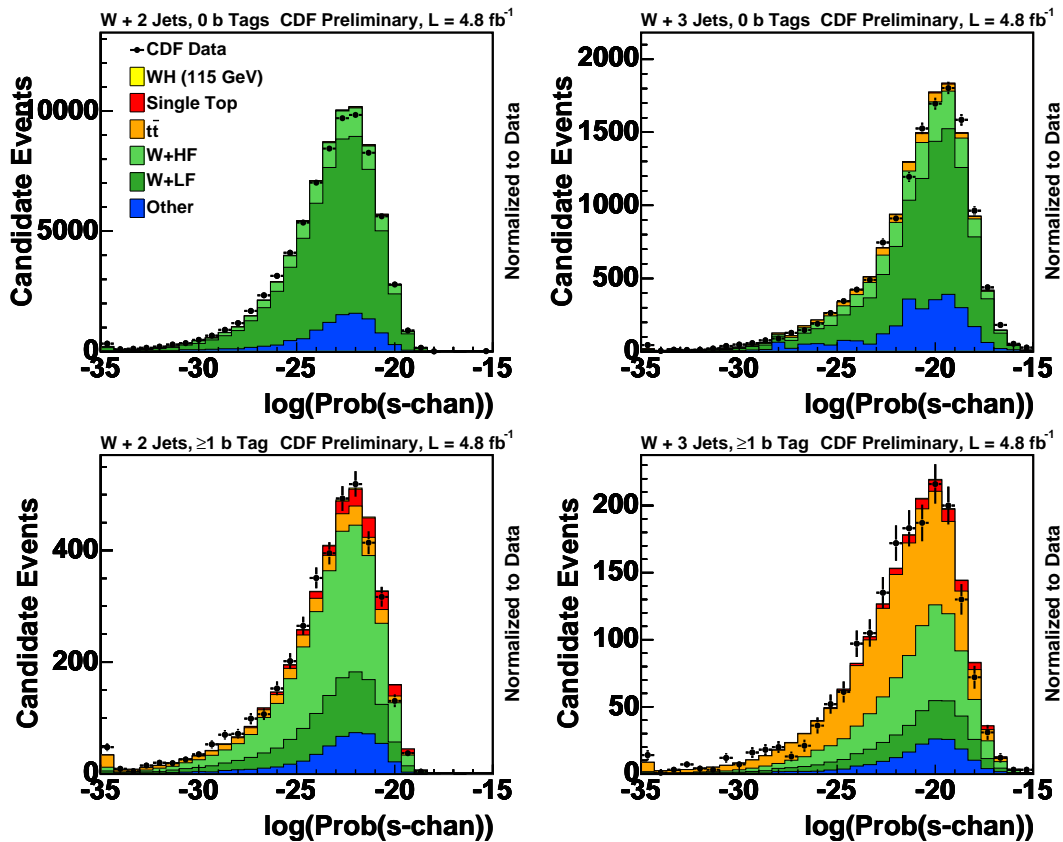 W + 2 Jets, 0 b Tags CDF Preliminary, L = 4.8 fb⁻¹
Candidate Events
10000
5000
0
CDF Data
WH (115 GeV)
Single Top
tt̄
W+HF
W+LF
Other
-35 -30 -25 -20 -15
log(Prob(s-chan))
Normalized to Data
W + 3 Jets, 0 b Tags CDF Preliminary, L = 4.8 fb⁻¹
Candidate Events
2000
1500
1000
500
0
-35 -30 -25 -20 -15
log(Prob(s-chan))
Normalized to Data
W + 2 Jets, ≥1 b Tag CDF Preliminary, L = 4.8 fb⁻¹
Candidate Events
400
200
0
-35 -30 -25 -20 -15
log(Prob(s-chan))
Normalized to Data
W + 3 Jets, ≥1 b Tag CDF Preliminary, L = 4.8 fb⁻¹
Candidate Events
200
150
100
50
0
-35 -30 -25 -20 -15
log(Prob(s-chan))
Normalized to Data